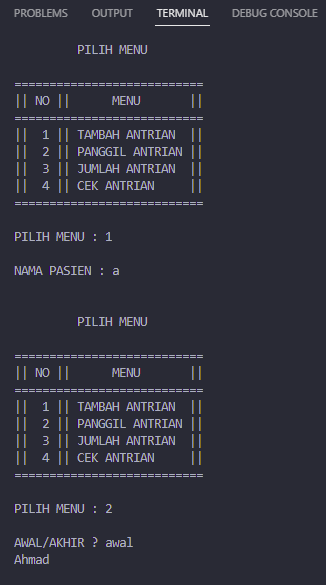 PROBLEMS OUTPUT TERMINAL DEBUG CONSOLE
PILIH MENU
===========================
|| NO || MENU ||
===========================
|| 1 || TAMBAH ANTRIAN ||
|| 2 || PANGGIL ANTRIAN ||
|| 3 || JUMLAH ANTRIAN ||
|| 4 || CEK ANTRIAN ||
===========================
PILIH MENU : 1
NAMA PASIEN : a
PILIH MENU
===========================
|| NO || MENU ||
===========================
|| 1 || TAMBAH ANTRIAN ||
|| 2 || PANGGIL ANTRIAN ||
|| 3 || JUMLAH ANTRIAN ||
|| 4 || CEK ANTRIAN ||
===========================
PILIH MENU : 2
AWAL/AKHIR ? awal
Ahmad